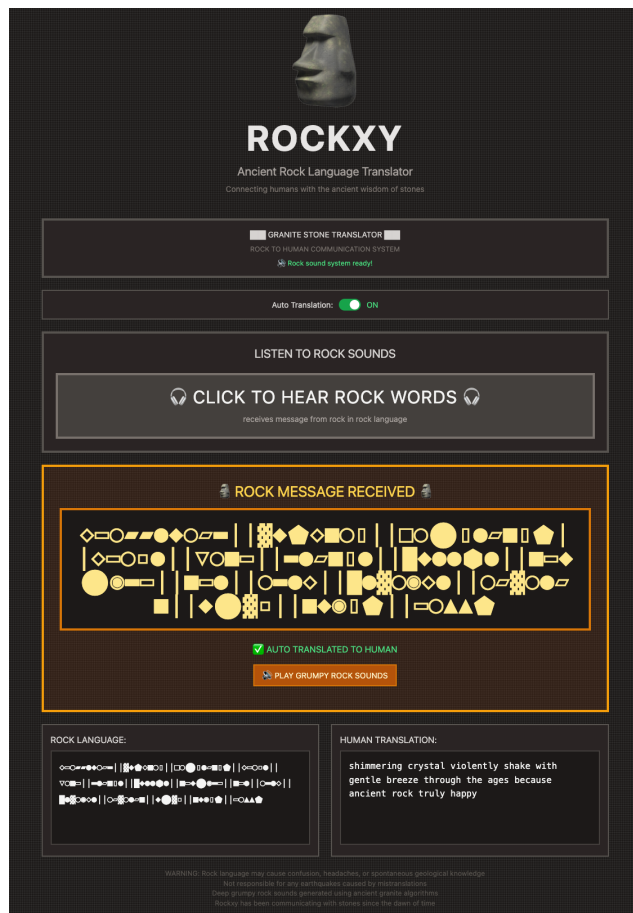 ROCKXY
Ancient Rock Language Translator
Connecting humans with the ancient wisdom of stones
███ GRANITE STONE TRANSLATOR ███
ROCK TO HUMAN COMMUNICATION SYSTEM
Rock sound system ready!
Auto Translation: ON
LISTEN TO ROCK SOUNDS
🎧 CLICK TO HEAR ROCK WORDS 🎧
receives message from rock in rock language
🗿 ROCK MESSAGE RECEIVED 🗿
◇▭○▰▰●◆○▱▬||▓◆⬟◇■○▯||□○⬤▯●▱■▯⬟|
|◇▭○▫●||▽○■▭||▬●▱■▯●||█◆●●⬢●||■▭◆
⬤◉▬▭||■▭●||○▬●◇||█●▓○◉◇●||○▱▓○●▱
■||◆⬤▓▫||■◆◉▯⬟||▭○▲▲⬟
✅ AUTO TRANSLATED TO HUMAN
PLAY GRUMPY ROCK SOUNDS
ROCK LANGUAGE:
◇▭○▰▰●◆○▱▬||▓◆⬟◇■○▯||□○⬤▯●▱■▯⬟||◇▭○▫●||
▽○■▭||▬●▱■▯●||█◆●●⬢●||■▭◆⬤◉▬▭||■▭●||○▬●◇||
█●▓○◉◇●||○▱▓○●▱■||◆⬤▓▫||■◆◉▯⬟||▭○▲▲⬟
HUMAN TRANSLATION:
shimmering crystal violently shake with
gentle breeze through the ages because
ancient rock truly happy
WARNING: Rock language may cause confusion, headaches, or spontaneous geological knowledge
Not responsible for any earthquakes caused by mistranslations
Deep grumpy rock sounds generated using ancient granite algorithms
Rockxy has been communicating with stones since the dawn of time